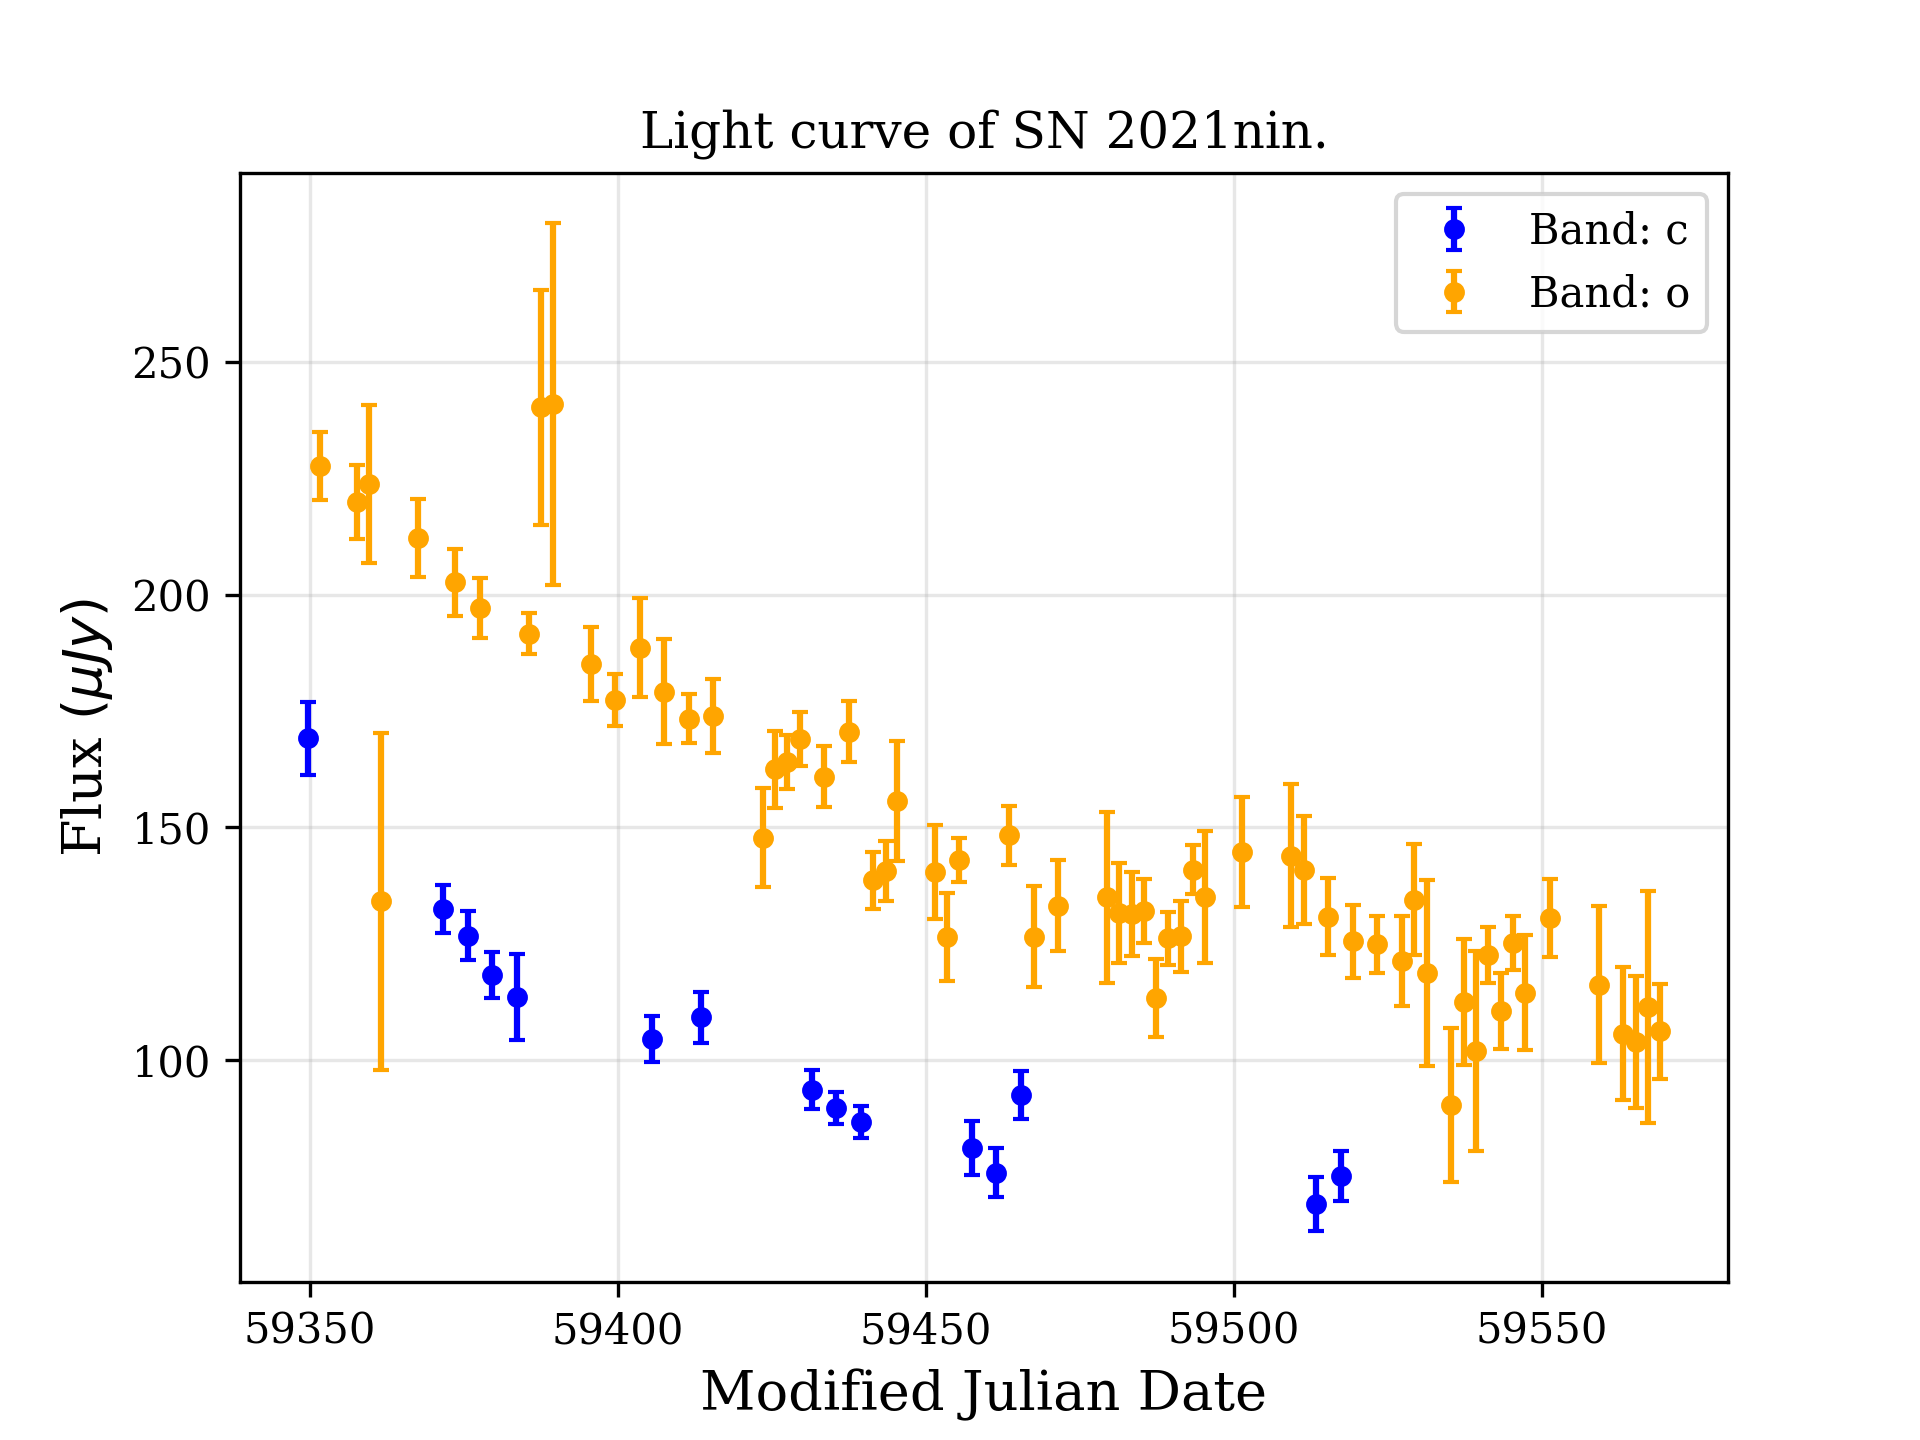 Light curve of SN 2021nin.
Band: c
Band: o
Flux (μJy)
250
200
150
100
59350 59400 59450 59500 59550
Modified Julian Date